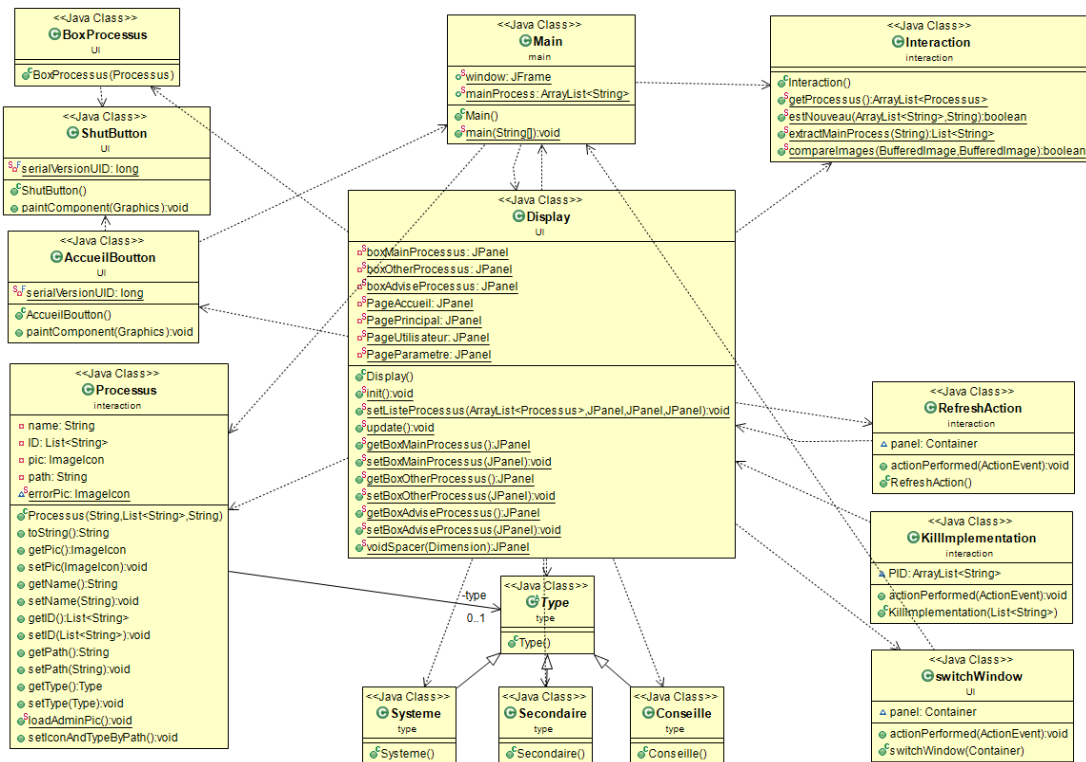 <<Java Class>>
BoxProcessus
UI
BoxProcessus(Processus)
<<Java Class>>
ShutButton
UI
serialVersionUID: long
ShutButton()
paintComponent(Graphics):void
<<Java Class>>
AccueilBoutton
UI
serialVersionUID: long
AccueilBoutton()
paintComponent(Graphics):void
<<Java Class>>
Processus
interaction
name: String
ID: List<String>
pic: ImageIcon
path: String
errorPic: ImageIcon
Processus(String,List<String>,String)
toString():String
getPic():ImageIcon
setPic(ImageIcon):void
getName():String
setName(String):void
getID():List<String>
setID(List<String>):void
getPath():String
setPath(String):void
getType():Type
setType(Type):void
loadAdminPic():void
setIconAndTypeByPath():void
<<Java Class>>
Main
main
window: JFrame
mainProcess: ArrayList<String>
Main()
main(String[]):void
<<Java Class>>
Display
UI
boxMainProcessus: JPanel
boxOtherProcessus: JPanel
boxAdviseProcessus: JPanel
PageAccueil: JPanel
PagePrincipal: JPanel
PageUtilisateur: JPanel
PageParametre: JPanel
Display()
init():void
setListeProcessus(ArrayList<Processus>,JPanel,JPanel,JPanel):void
update():void
getBoxMainProcessus():JPanel
setBoxMainProcessus(JPanel):void
getBoxOtherProcessus():JPanel
setBoxOtherProcessus(JPanel):void
getBoxAdviseProcessus():JPanel
setBoxAdviseProcessus(JPanel):void
voidSpacer(Dimension):JPanel
-type
0..1
<<Java Class>>
Type
type
Type()
<<Java Class>>
Systeme
type
Systeme()
<<Java Class>>
Secondaire
type
Secondaire()
<<Java Class>>
Conseille
type
Conseille()
<<Java Class>>
Interaction
interaction
Interaction()
getProcessus():ArrayList<Processus>
estNouveau(ArrayList<String>,String):boolean
extractMainProcess(String):List<String>
compareImages(BufferedImage,BufferedImage):boolean
<<Java Class>>
RefreshAction
interaction
panel: Container
actionPerformed(ActionEvent):void
RefreshAction()
<<Java Class>>
KillImplementation
interaction
PID: ArrayList<String>
actionPerformed(ActionEvent):void
KillImplementation(List<String>)
<<Java Class>>
switchWindow
UI
panel: Container
actionPerformed(ActionEvent):void
switchWindow(Container)